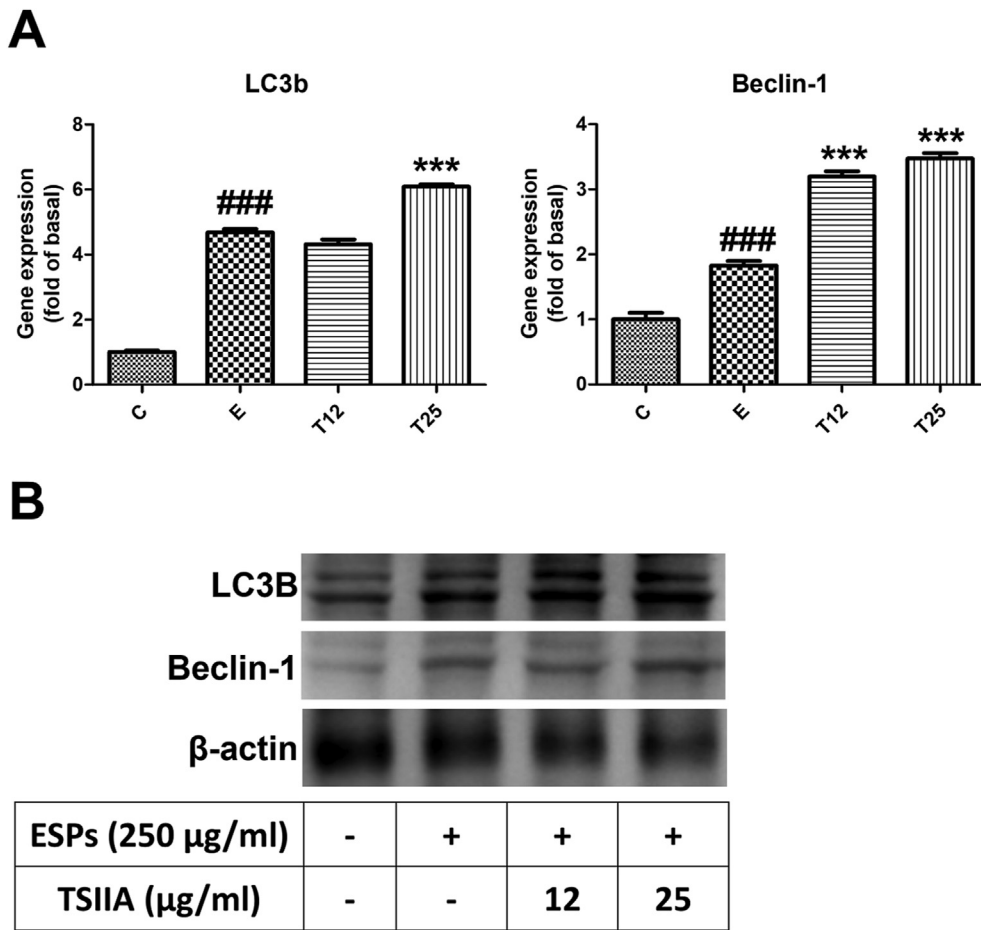 A
LC3b
Gene expression
(fold of basal)
8
6
4
2
0
###
***
C
E
T12
T25
Beclin-1
Gene expression
(fold of basal)
4
3
2
1
0
###
***
***
C
E
T12
T25
B
LC3B
Beclin-1
β-actin
ESPs (250 µg/ml) - + + +
TSIIA (µg/ml) - - 12 25